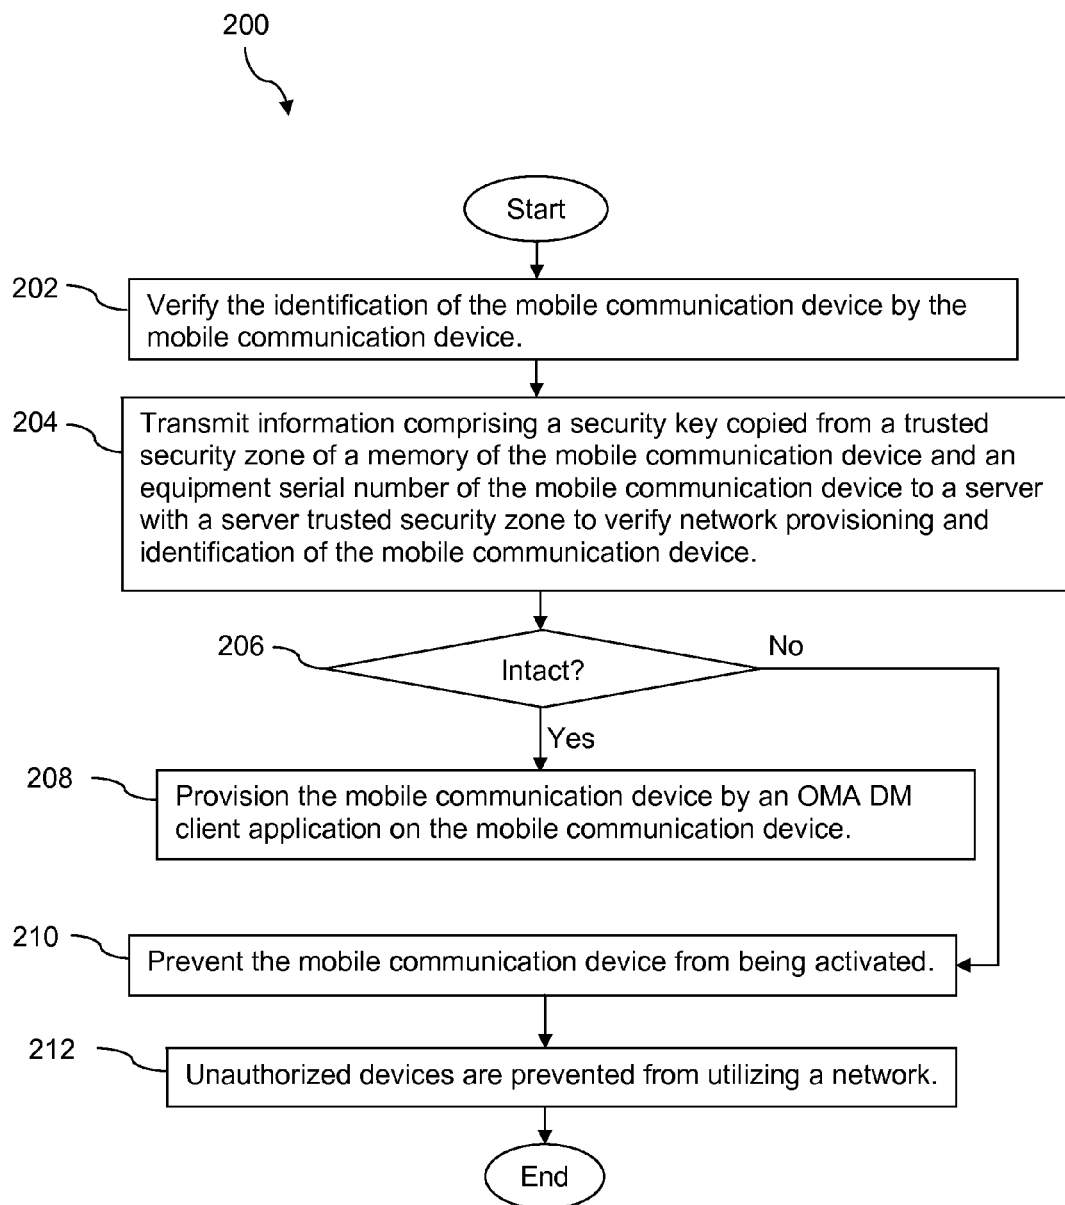 200
Start
202
Verify the identification of the mobile communication device by the
mobile communication device.
204
Transmit information comprising a security key copied from a trusted
security zone of a memory of the mobile communication device and an
equipment serial number of the mobile communication device to a server
with a server trusted security zone to verify network provisioning and
identification of the mobile communication device.
206
Intact?
No
Yes
208
Provision the mobile communication device by an OMA DM
client application on the mobile communication device.
210
Prevent the mobile communication device from being activated.
212
Unauthorized devices are prevented from utilizing a network.
End